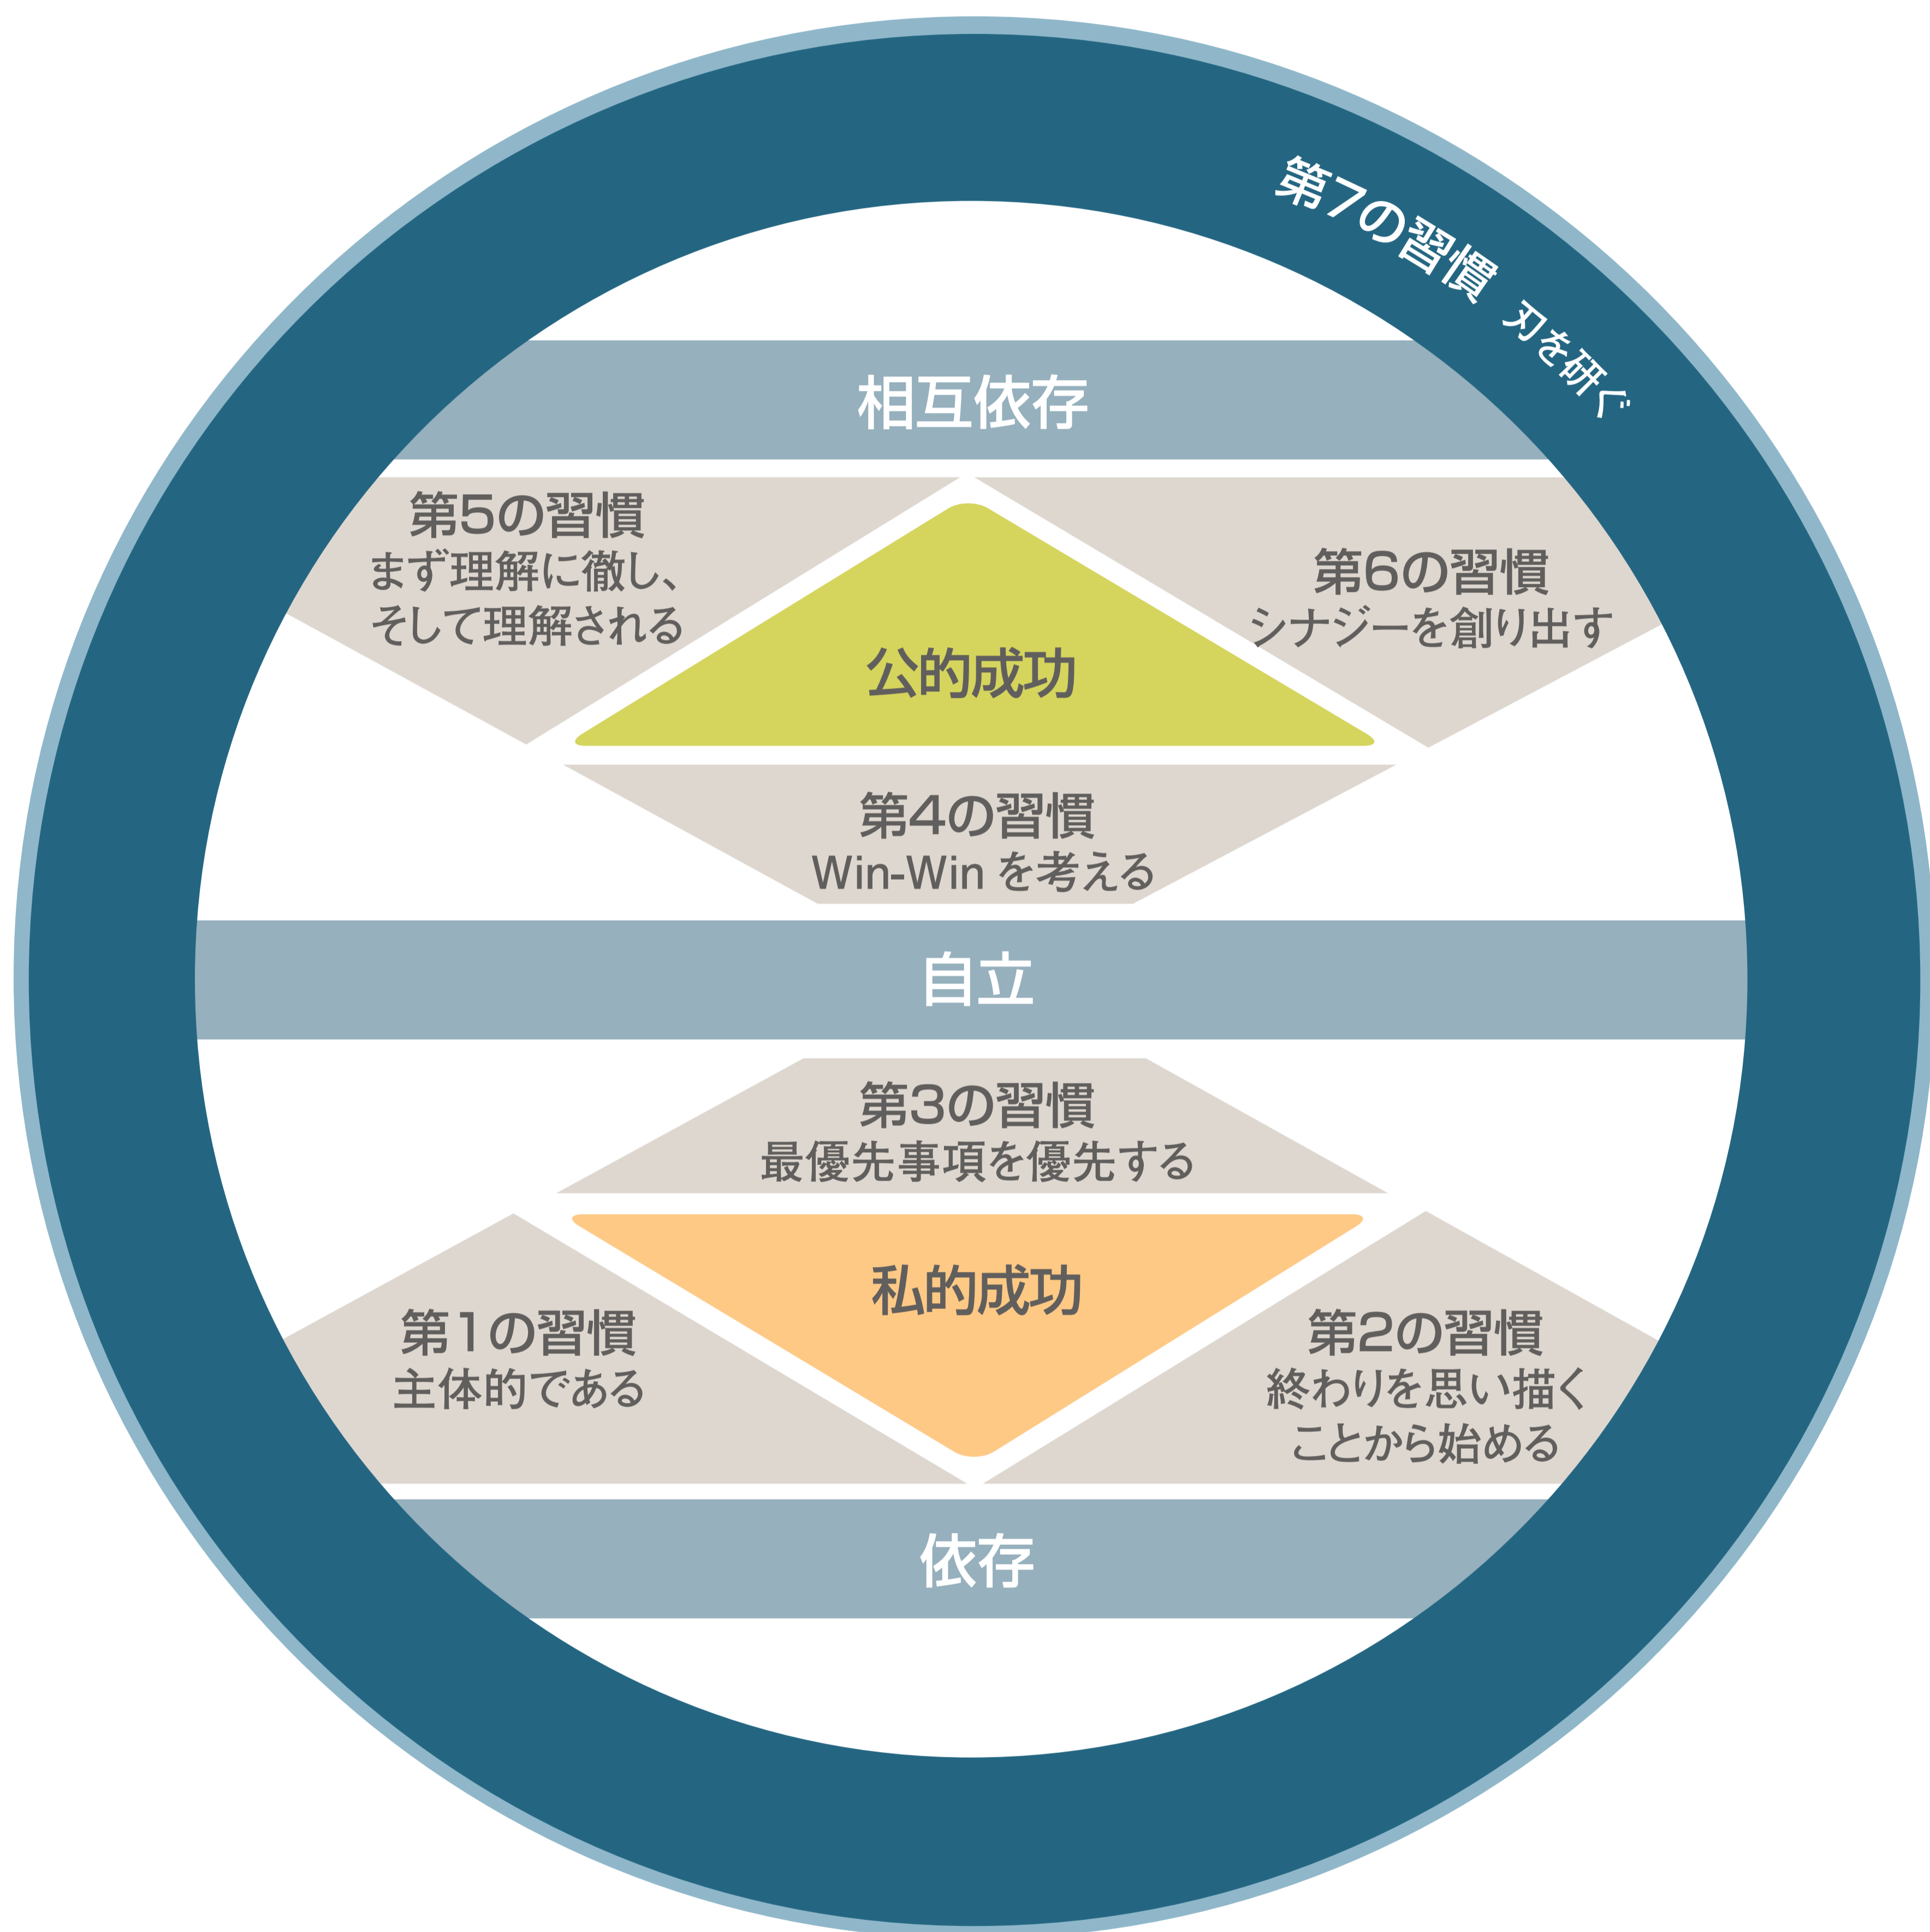 第7の習慣 刃を研ぐ
相互依存
第5の習慣
まず理解に徹し、
そして理解される
第6の習慣
シナジーを創り出す
公的成功
第4の習慣
Win-Win を考える
自立
第3の習慣
最優先事項を優先する
私的成功
第1の習慣
主体的である
第2の習慣
終わりを思い描く
ことから始める
依存